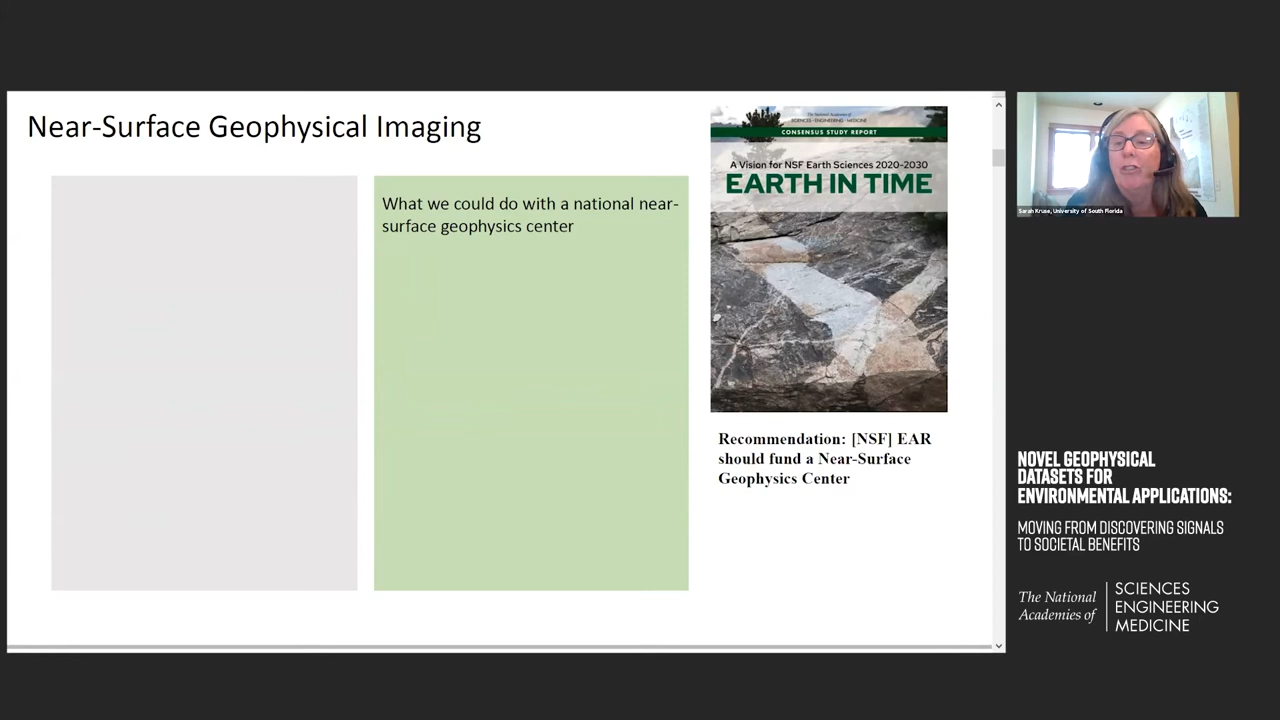 Near-Surface Geophysical Imaging
What we could do with a national near-
surface geophysics center
The National Academies of
SCIENCES • ENGINEERING • MEDICINE
CONSENSUS STUDY REPORT
A Vision for NSF Earth Sciences 2020-2030
EARTH IN TIME
Recommendation: [NSF] EAR
should fund a Near-Surface
Geophysics Center
Sarah Kruse, University of South Florida
NOVEL GEOPHYSICAL
DATASETS FOR
ENVIRONMENTAL APPLICATIONS:
MOVING FROM DISCOVERING SIGNALS
TO SOCIETAL BENEFITS
The National
Academies of
SCIENCES
ENGINEERING
MEDICINE